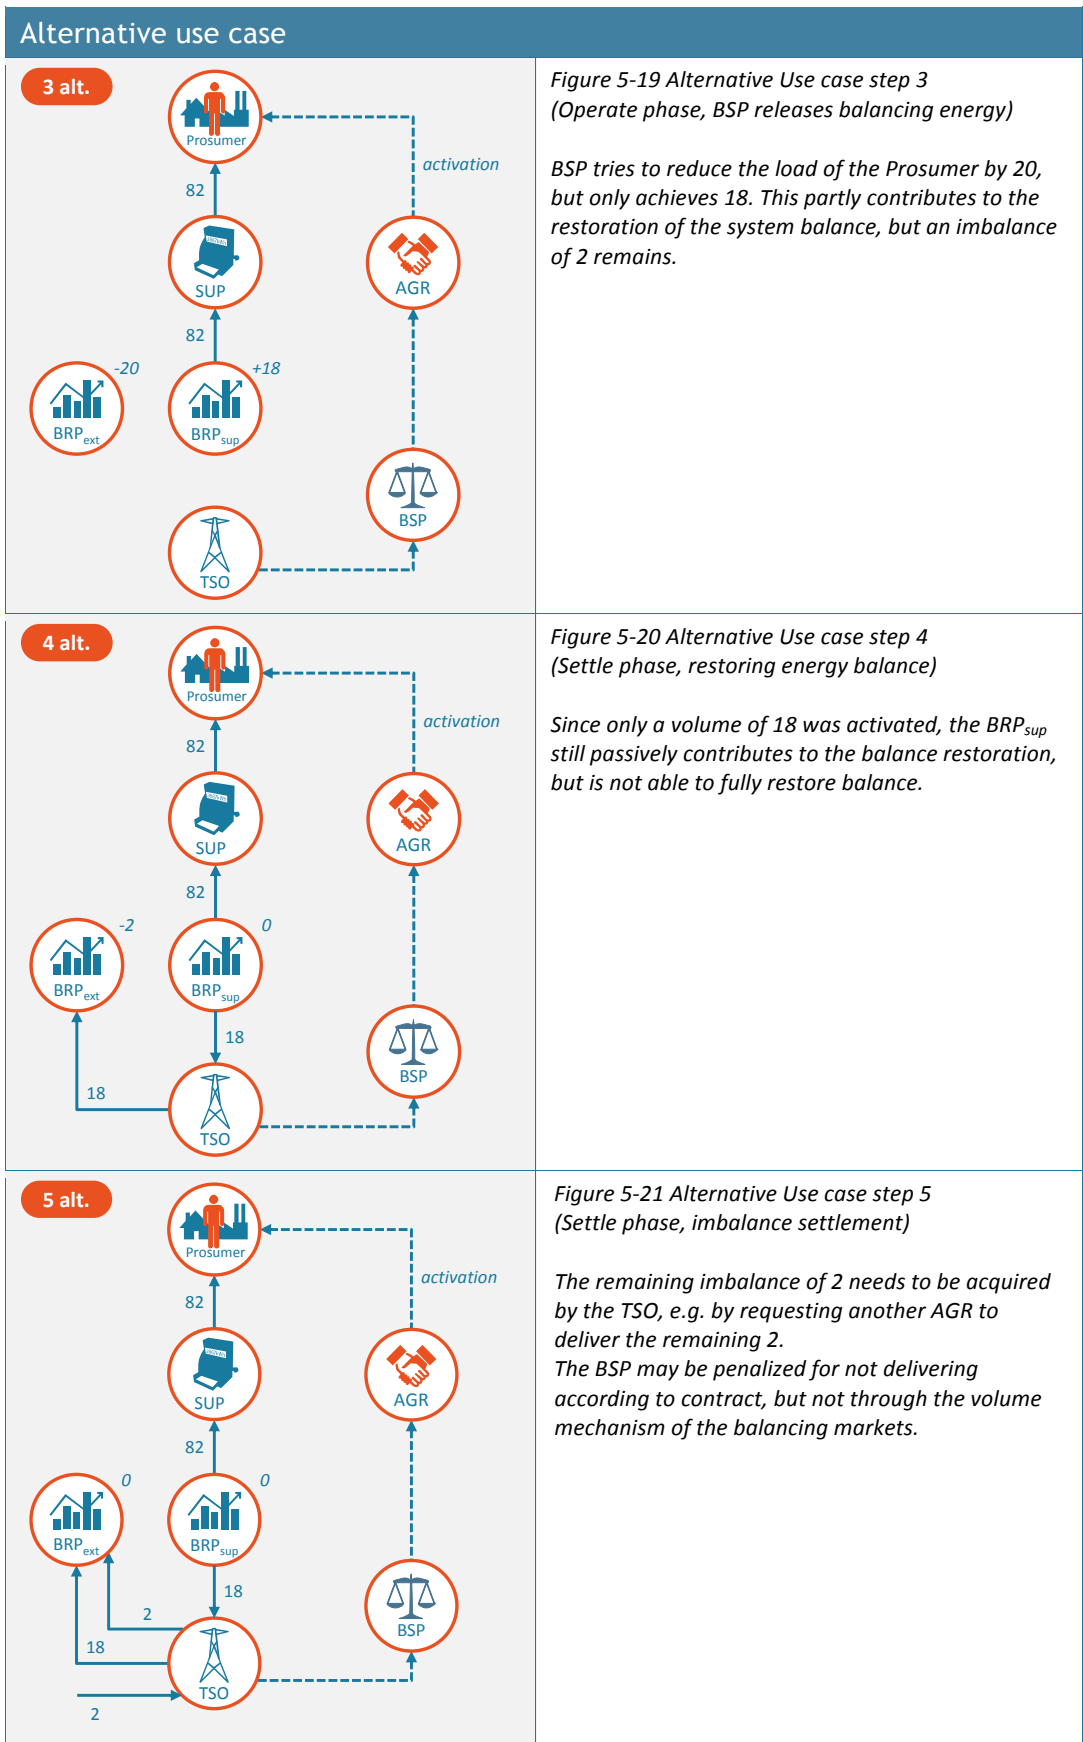 Alternative use case
3 alt.
Prosumer
activation
82
SUP
AGR
82
-20
+18
BRPext
BRPsup
BSP
TSO
Figure 5-19 Alternative Use case step 3
(Operate phase, BSP releases balancing energy)
BSP tries to reduce the load of the Prosumer by 20,
but only achieves 18. This partly contributes to the
restoration of the system balance, but an imbalance
of 2 remains.
4 alt.
Prosumer
activation
82
SUP
AGR
82
-2
0
BRPext
BRPsup
18
BSP
18
TSO
Figure 5-20 Alternative Use case step 4
(Settle phase, restoring energy balance)
Since only a volume of 18 was activated, the BRPsup
still passively contributes to the balance restoration,
but is not able to fully restore balance.
5 alt.
Prosumer
activation
82
SUP
AGR
82
0
0
BRPext
BRPsup
18
2
BSP
18
TSO
2
Figure 5-21 Alternative Use case step 5
(Settle phase, imbalance settlement)
The remaining imbalance of 2 needs to be acquired
by the TSO, e.g. by requesting another AGR to
deliver the remaining 2.
The BSP may be penalized for not delivering
according to contract, but not through the volume
mechanism of the balancing markets.